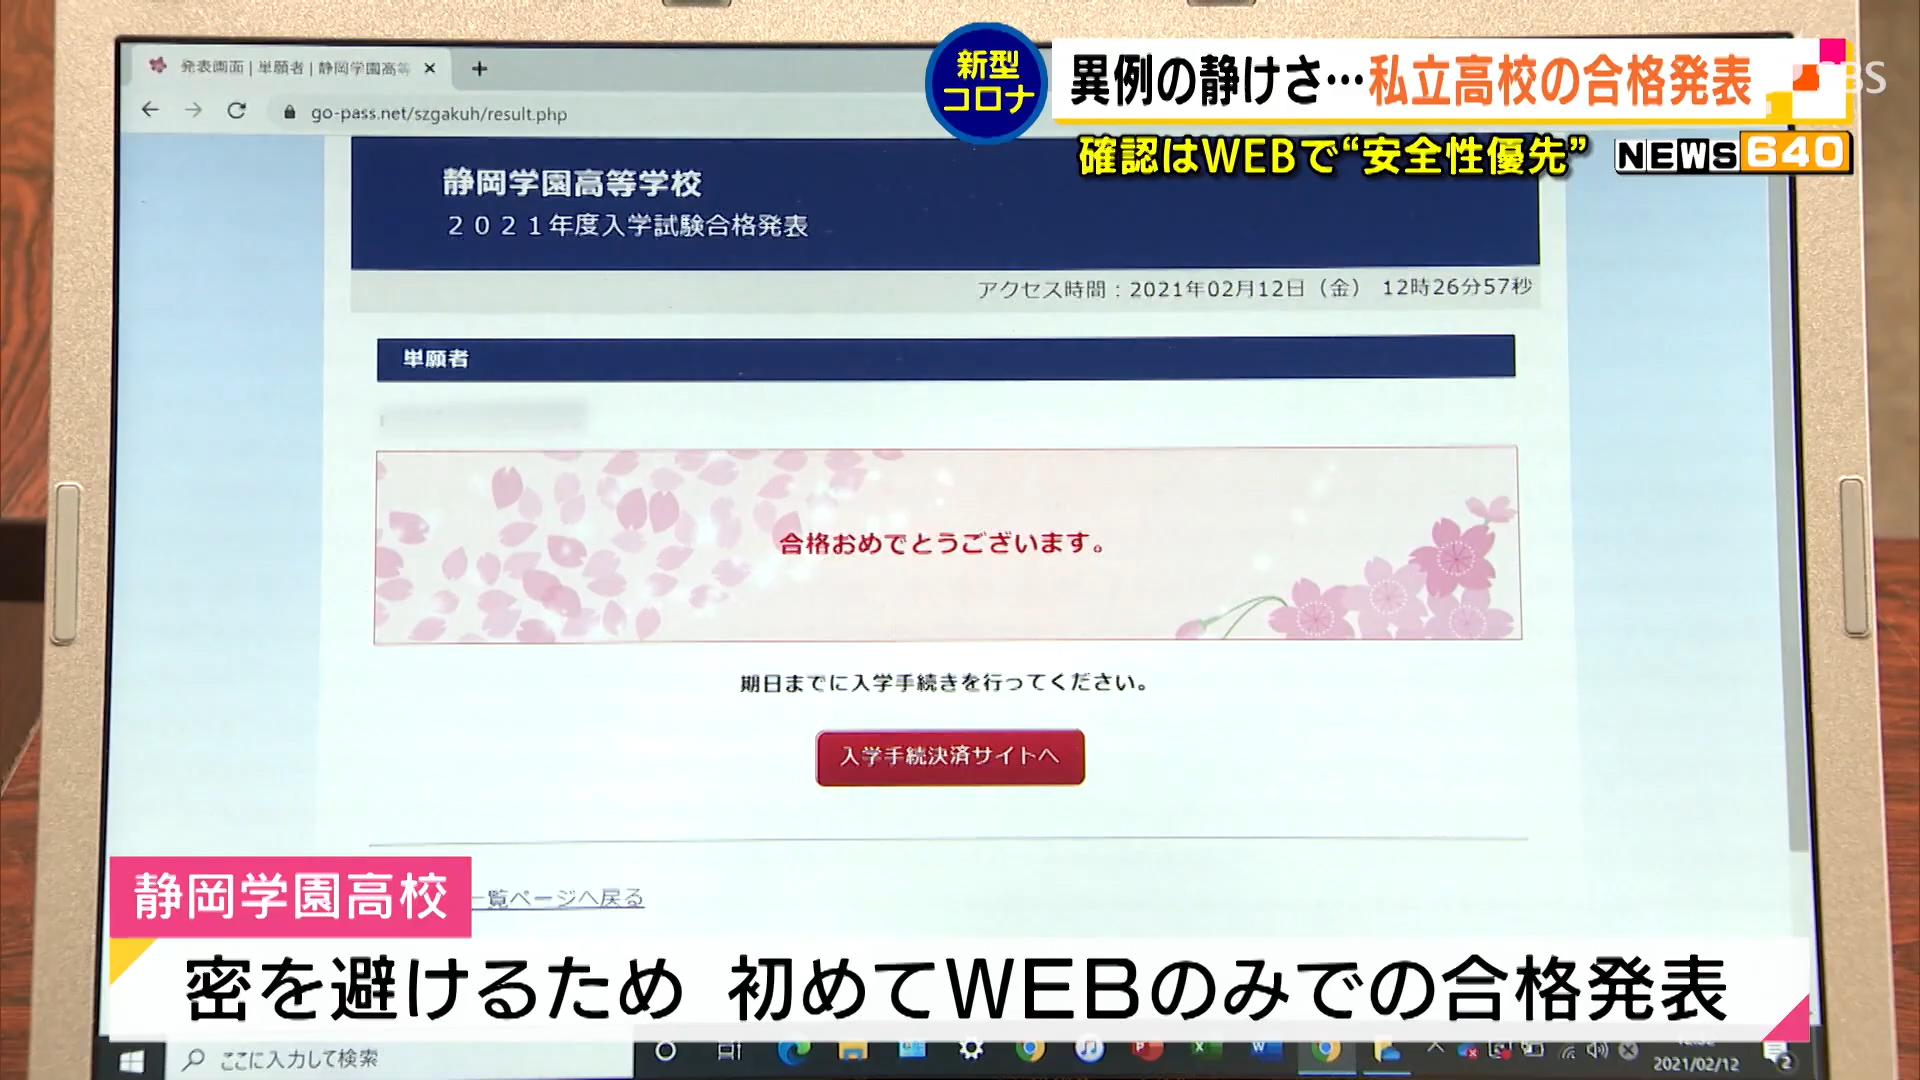 発表画面 | 単願者 | 静岡学園高等
go-pass.net/szgakuh/result.php
新型
コロナ
異例の静けさ…私立高校の合格発表
確認はWEBで“安全性優先”
NEWS 640
静岡学園高等学校
２０２１年度入学試験合格発表
アクセス時間：2021年02月12日（金） 12時26分57秒
単願者
合格おめでとうございます。
期日までに入学手続きを行ってください。
入学手続決済サイトへ
一覧ページへ戻る
静岡学園高校
密を避けるため 初めてWEBのみでの合格発表
ここに入力して検索
2021/02/12
2